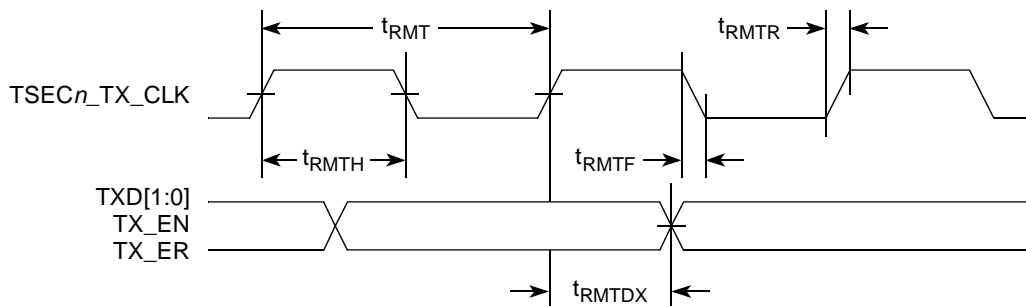 tRMT
tRMTR
TSECn_TX_CLK
tRMTH
tRMTF
TXD[1:0]
TX_EN
TX_ER
tRMTDX